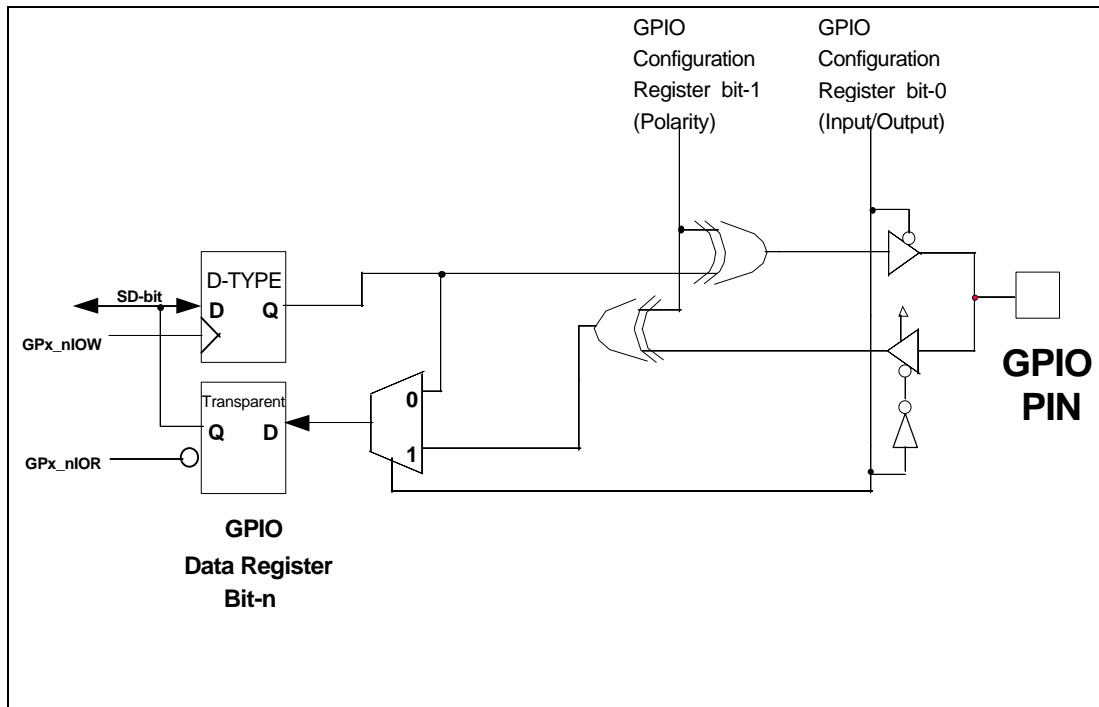 GPIO
Configuration
Register bit-1
(Polarity)
GPIO
Configuration
Register bit-0
(Input/Output)
D-TYPE
SD-bit
D
Q
GPx_nIOW
Transparent
Q
D
0
1
GPx_nIOR
GPIO
PIN
GPIO
Data Register
Bit-n